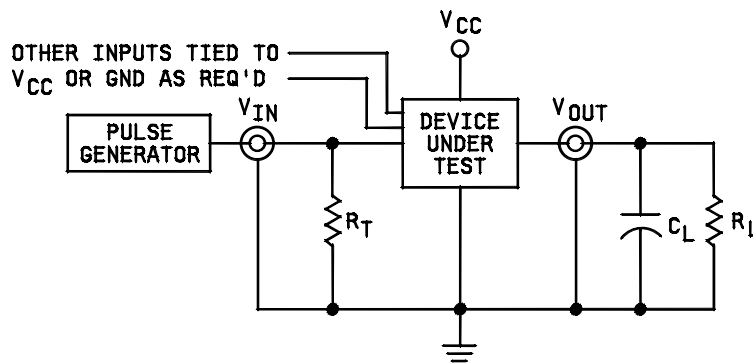 OTHER INPUTS TIED TO
VCC OR GND AS REQ'D
VCC
VIN
VOUT
PULSE
GENERATOR
DEVICE
UNDER
TEST
RT
CL